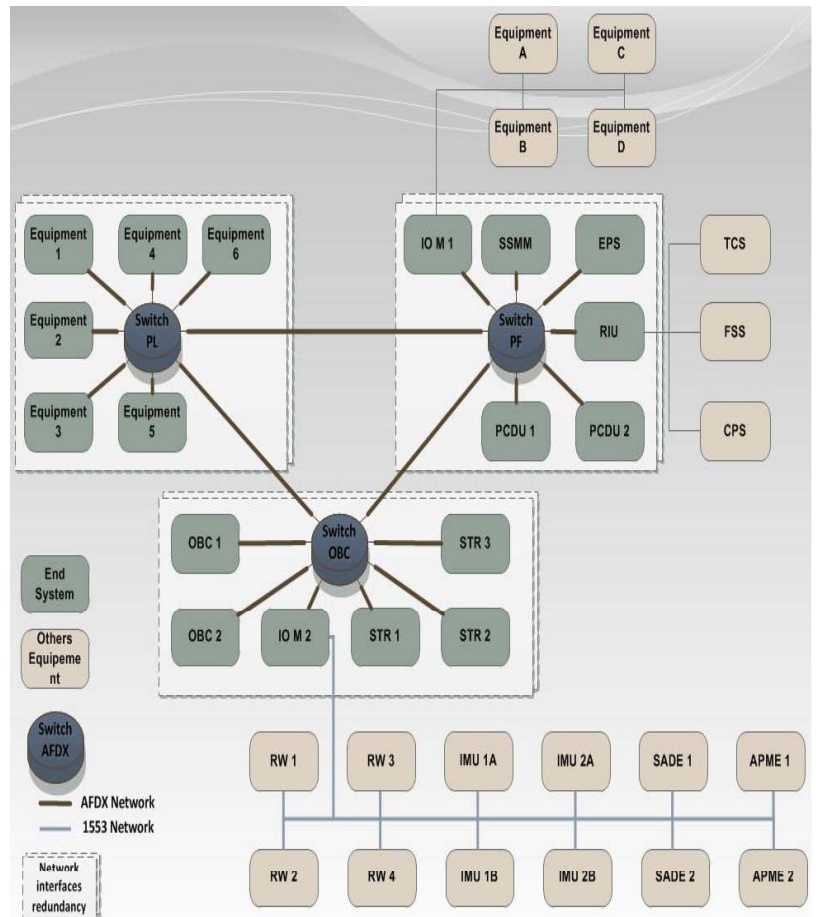 Equipment
A
Equipment
C
Equipment
B
Equipment
D
Equipment
1
Equipment
4
Equipment
6
Equipment
2
Switch
PL
Equipment
3
Equipment
5
IO M 1
SSMM
EPS
Switch
PF
RIU
PCDU 1
PCDU 2
TCS
FSS
CPS
OBC 1
Switch
OBC
STR 3
OBC 2
IO M 2
STR 1
STR 2
End
System
Others
Equipeme
nt
Switch
AFDX
AFDX Network
1553 Network
Network
interfaces
redundancy
RW 1
RW 3
IMU 1A
IMU 2A
SADE 1
APME 1
RW 2
RW 4
IMU 1B
IMU 2B
SADE 2
APME 2